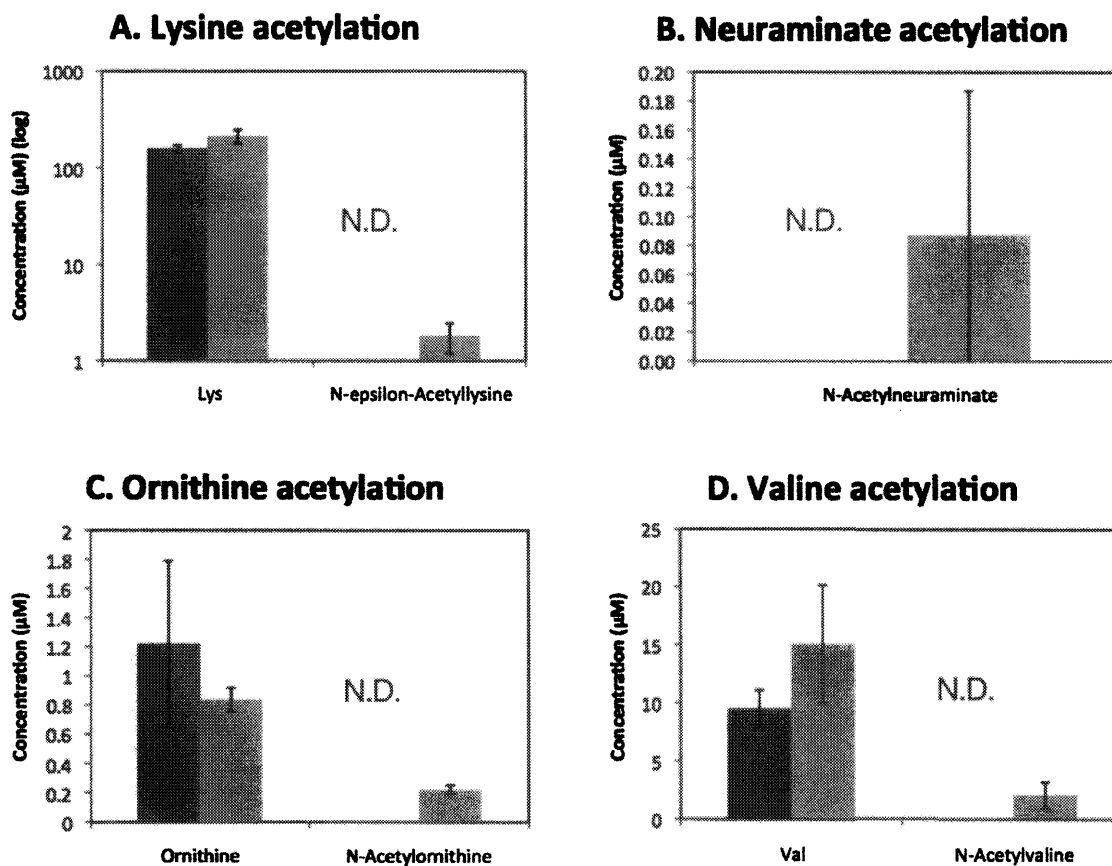 A. Lysine acetylation
Concentration (µM) (log)
1000
100
10
1
N.D.
Lys
N-epsilon-Acetyllysine
B. Neuraminate acetylation
Concentration (µM)
0.20
0.18
0.16
0.14
0.12
0.10
0.08
0.06
0.04
0.02
0.00
N.D.
N-Acetylneuraminate
C. Ornithine acetylation
Concentration (µM)
2
1.8
1.6
1.4
1.2
1
0.8
0.6
0.4
0.2
0
N.D.
Ornithine
N-Acetylornithine
D. Valine acetylation
Concentration (µM)
25
20
15
10
5
0
N.D.
Val
N-Acetylvaline